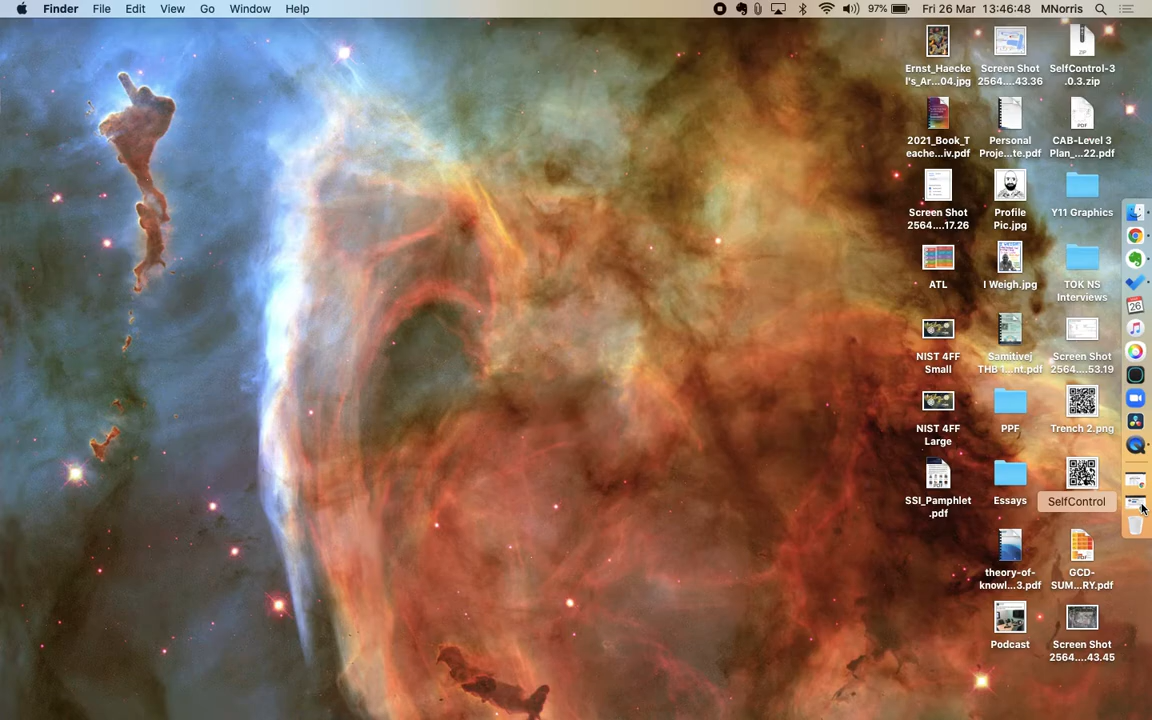 Finder File Edit View Go Window Help 97% Fri 26 Mar 13:46:48 MNorris
Ernst_Haecke
l's_Ar...04.jpg
Screen Shot
2564....43.36
SelfControl-3
.0.3.zip
2021_Book_T
eache...iv.pdf
Personal
Proje...te.pdf
CAB-Level 3
Plan_...22.pdf
Screen Shot
2564....17.26
Profile
Pic.jpg
Y11 Graphics
ATL
I Weigh.jpg
TOK NS
Interviews
NIST 4FF
Small
Samitivej
THB 1...nt.pdf
Screen Shot
2564....53.19
NIST 4FF
Large
PPF
Trench 2.png
SSI_Pamphlet
.pdf
Essays
SelfControl
theory-of-
knowl...3.pdf
GCD-
SUM...RY.pdf
Podcast
Screen Shot
2564....43.45
ZIP
PDF
26